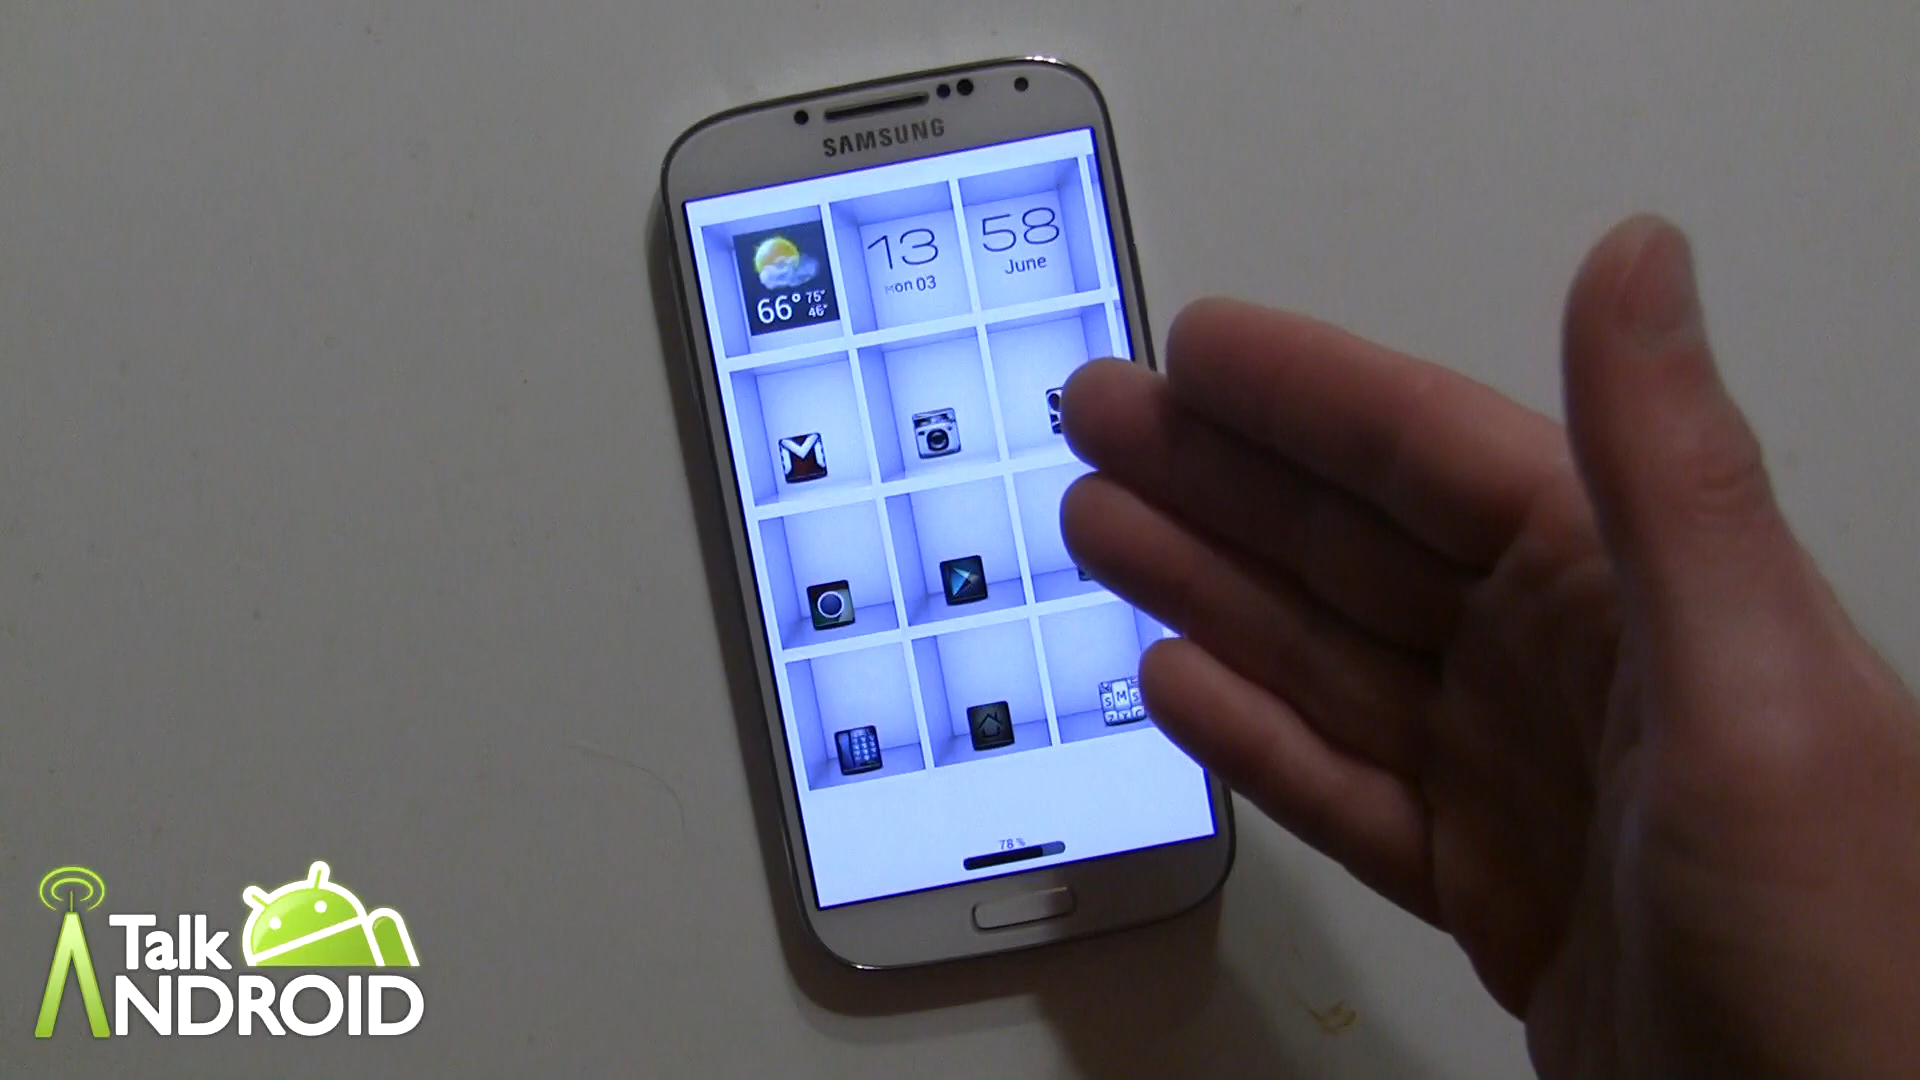 SAMSUNG
13
58
mon 03
June
66° 75°
46°
M
S M S
78 %
Talk
ANDROID